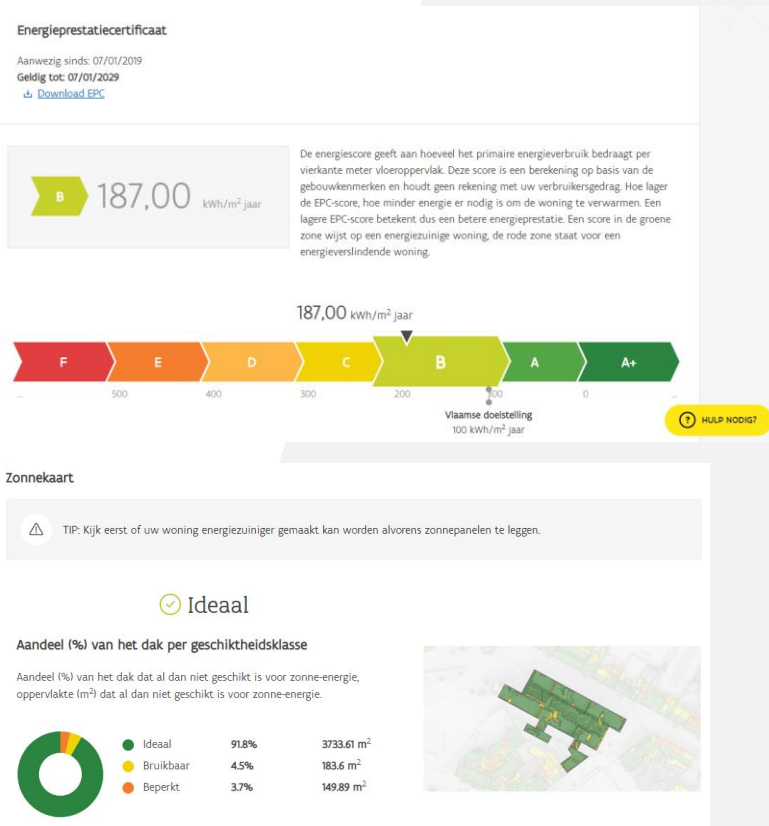 Energieprestatiecertificaat
Aanwezig sinds: 07/01/2019
Geldig tot: 07/01/2029
Download EPC
B 187,00 kWh/m² jaar
De energiescore geeft aan hoeveel het primaire energieverbruik bedraagt per
vierkante meter vloeroppervlak. Deze score is een berekening op basis van de
gebouwkenmerken en houdt geen rekening met uw verbruikersgedrag. Hoe lager
de EPC-score, hoe minder energie er nodig is om de woning te verwarmen. Een
lagere EPC-score betekent dus een betere energieprestatie. Een score in de groene
zone wijst op een energiezuinige woning, de rode zone staat voor een
energieverslindende woning.
187,00 kWh/m² jaar
F E D C B A A+
... 500 400 300 200 100 0 ...
Vlaamse doelstelling
100 kWh/m² jaar
? HULP NODIG?
Zonnekaart
TIP: Kijk eerst of uw woning energiezuiniger gemaakt kan worden alvorens zonnepanelen te leggen.
Ideaal
Aandeel (%) van het dak per geschiktheidsklasse
Aandeel (%) van het dak dat al dan niet geschikt is voor zonne-energie,
oppervlakte (m²) dat al dan niet geschikt is voor zonne-energie.
Ideaal 91.8% 3733.61 m²
Bruikbaar 4.5% 183.6 m²
Beperkt 3.7% 149.89 m²